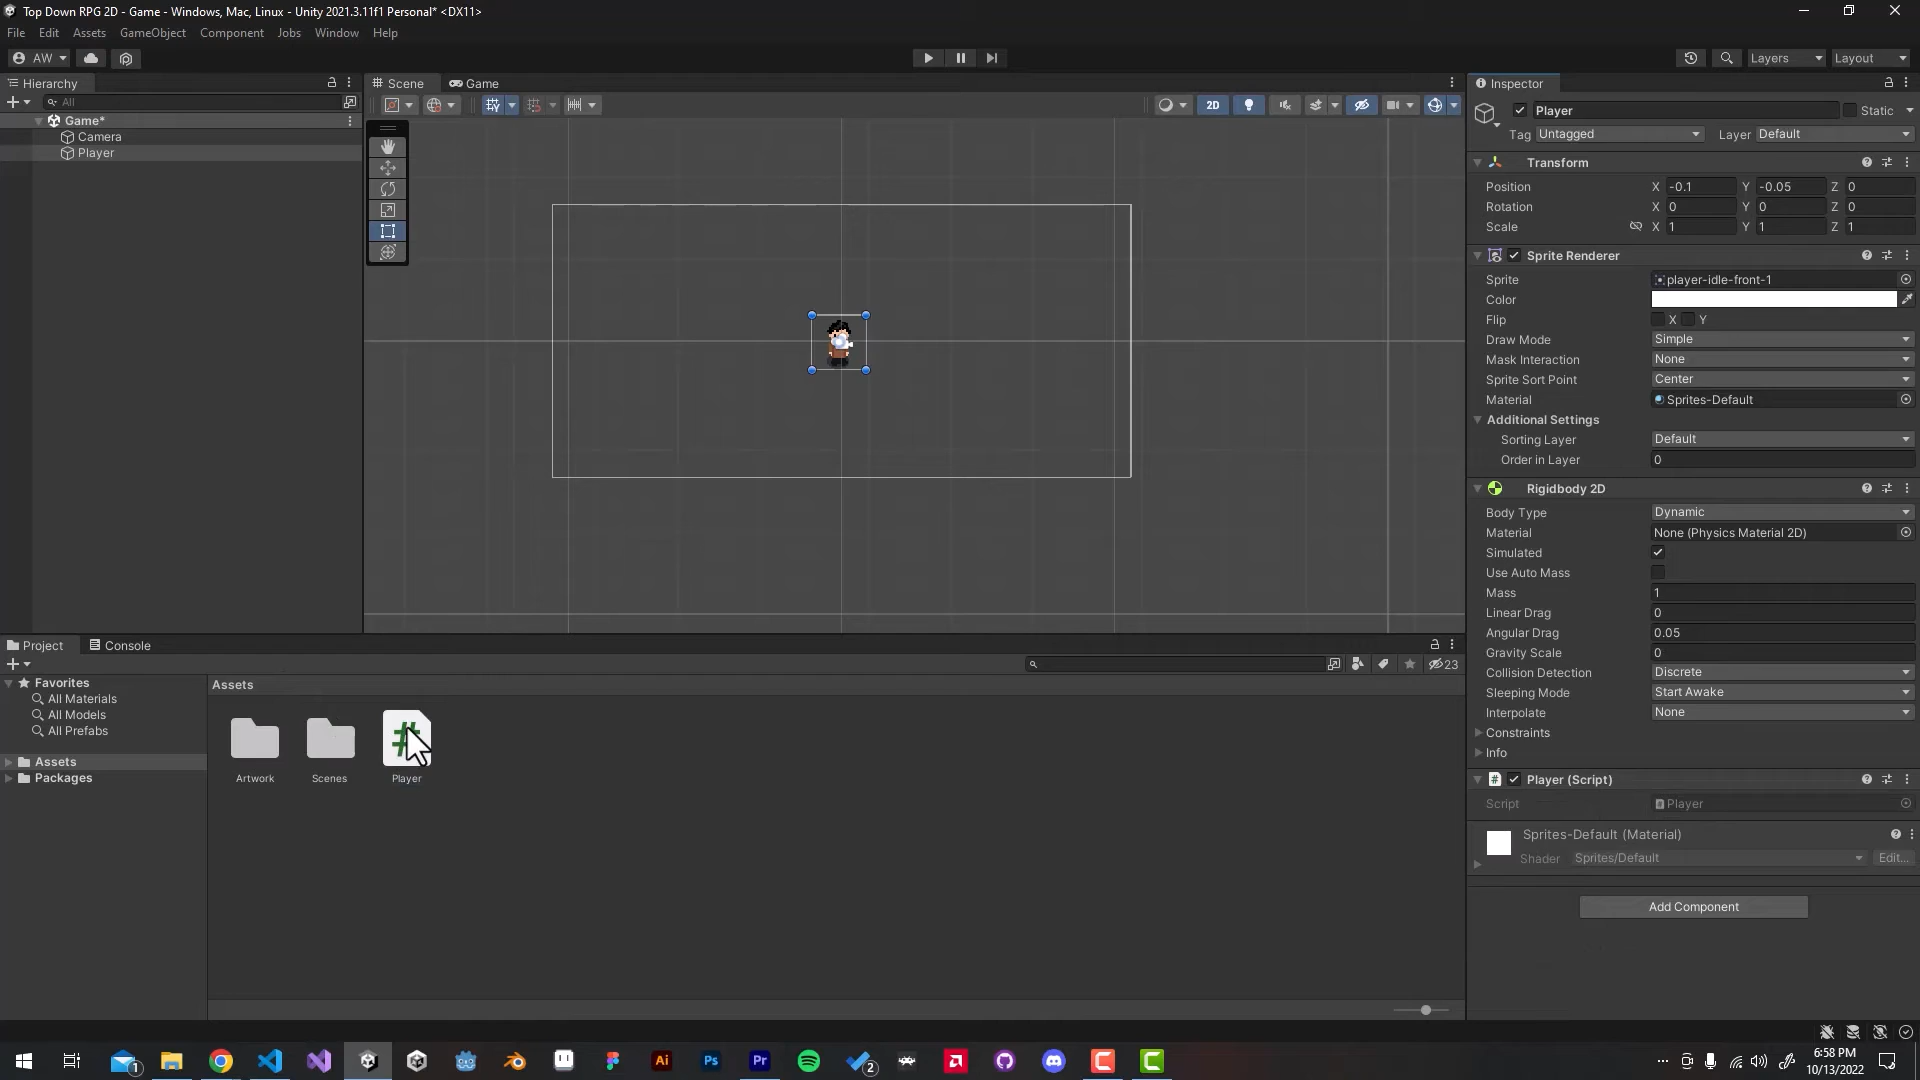 Top Down RPG 2D - Game - Windows, Mac, Linux - Unity 2021.3.11f1 Personal* <DX11>
File Edit Assets GameObject Component Jobs Window Help
AW
Layers Layout
Hierarchy
All
Game*
Camera
Player
Scene Game
2D
Inspector
Player Static
Tag Untagged Layer Default
Transform
Position X -0.1 Y -0.05 Z 0
Rotation X 0 Y 0 Z 0
Scale X 1 Y 1 Z 1
Sprite Renderer
Sprite player-idle-front-1
Color
Flip X Y
Draw Mode Simple
Mask Interaction None
Sprite Sort Point Center
Material Sprites-Default
Additional Settings
Sorting Layer Default
Order in Layer 0
Rigidbody 2D
Body Type Dynamic
Material None (Physics Material 2D)
Simulated
Use Auto Mass
Mass 1
Linear Drag 0
Angular Drag 0.05
Gravity Scale 0
Collision Detection Discrete
Sleeping Mode Start Awake
Interpolate None
Constraints
Info
# Player (Script)
Script Player
Sprites-Default (Material)
Shader Sprites/Default Edit...
Add Component
Project Console
23
Favorites
All Materials
All Models
All Prefabs
Assets
Packages
Assets
#
Artwork Scenes Player
1 Ai Ps Pr 2
6:58 PM
10/13/2022